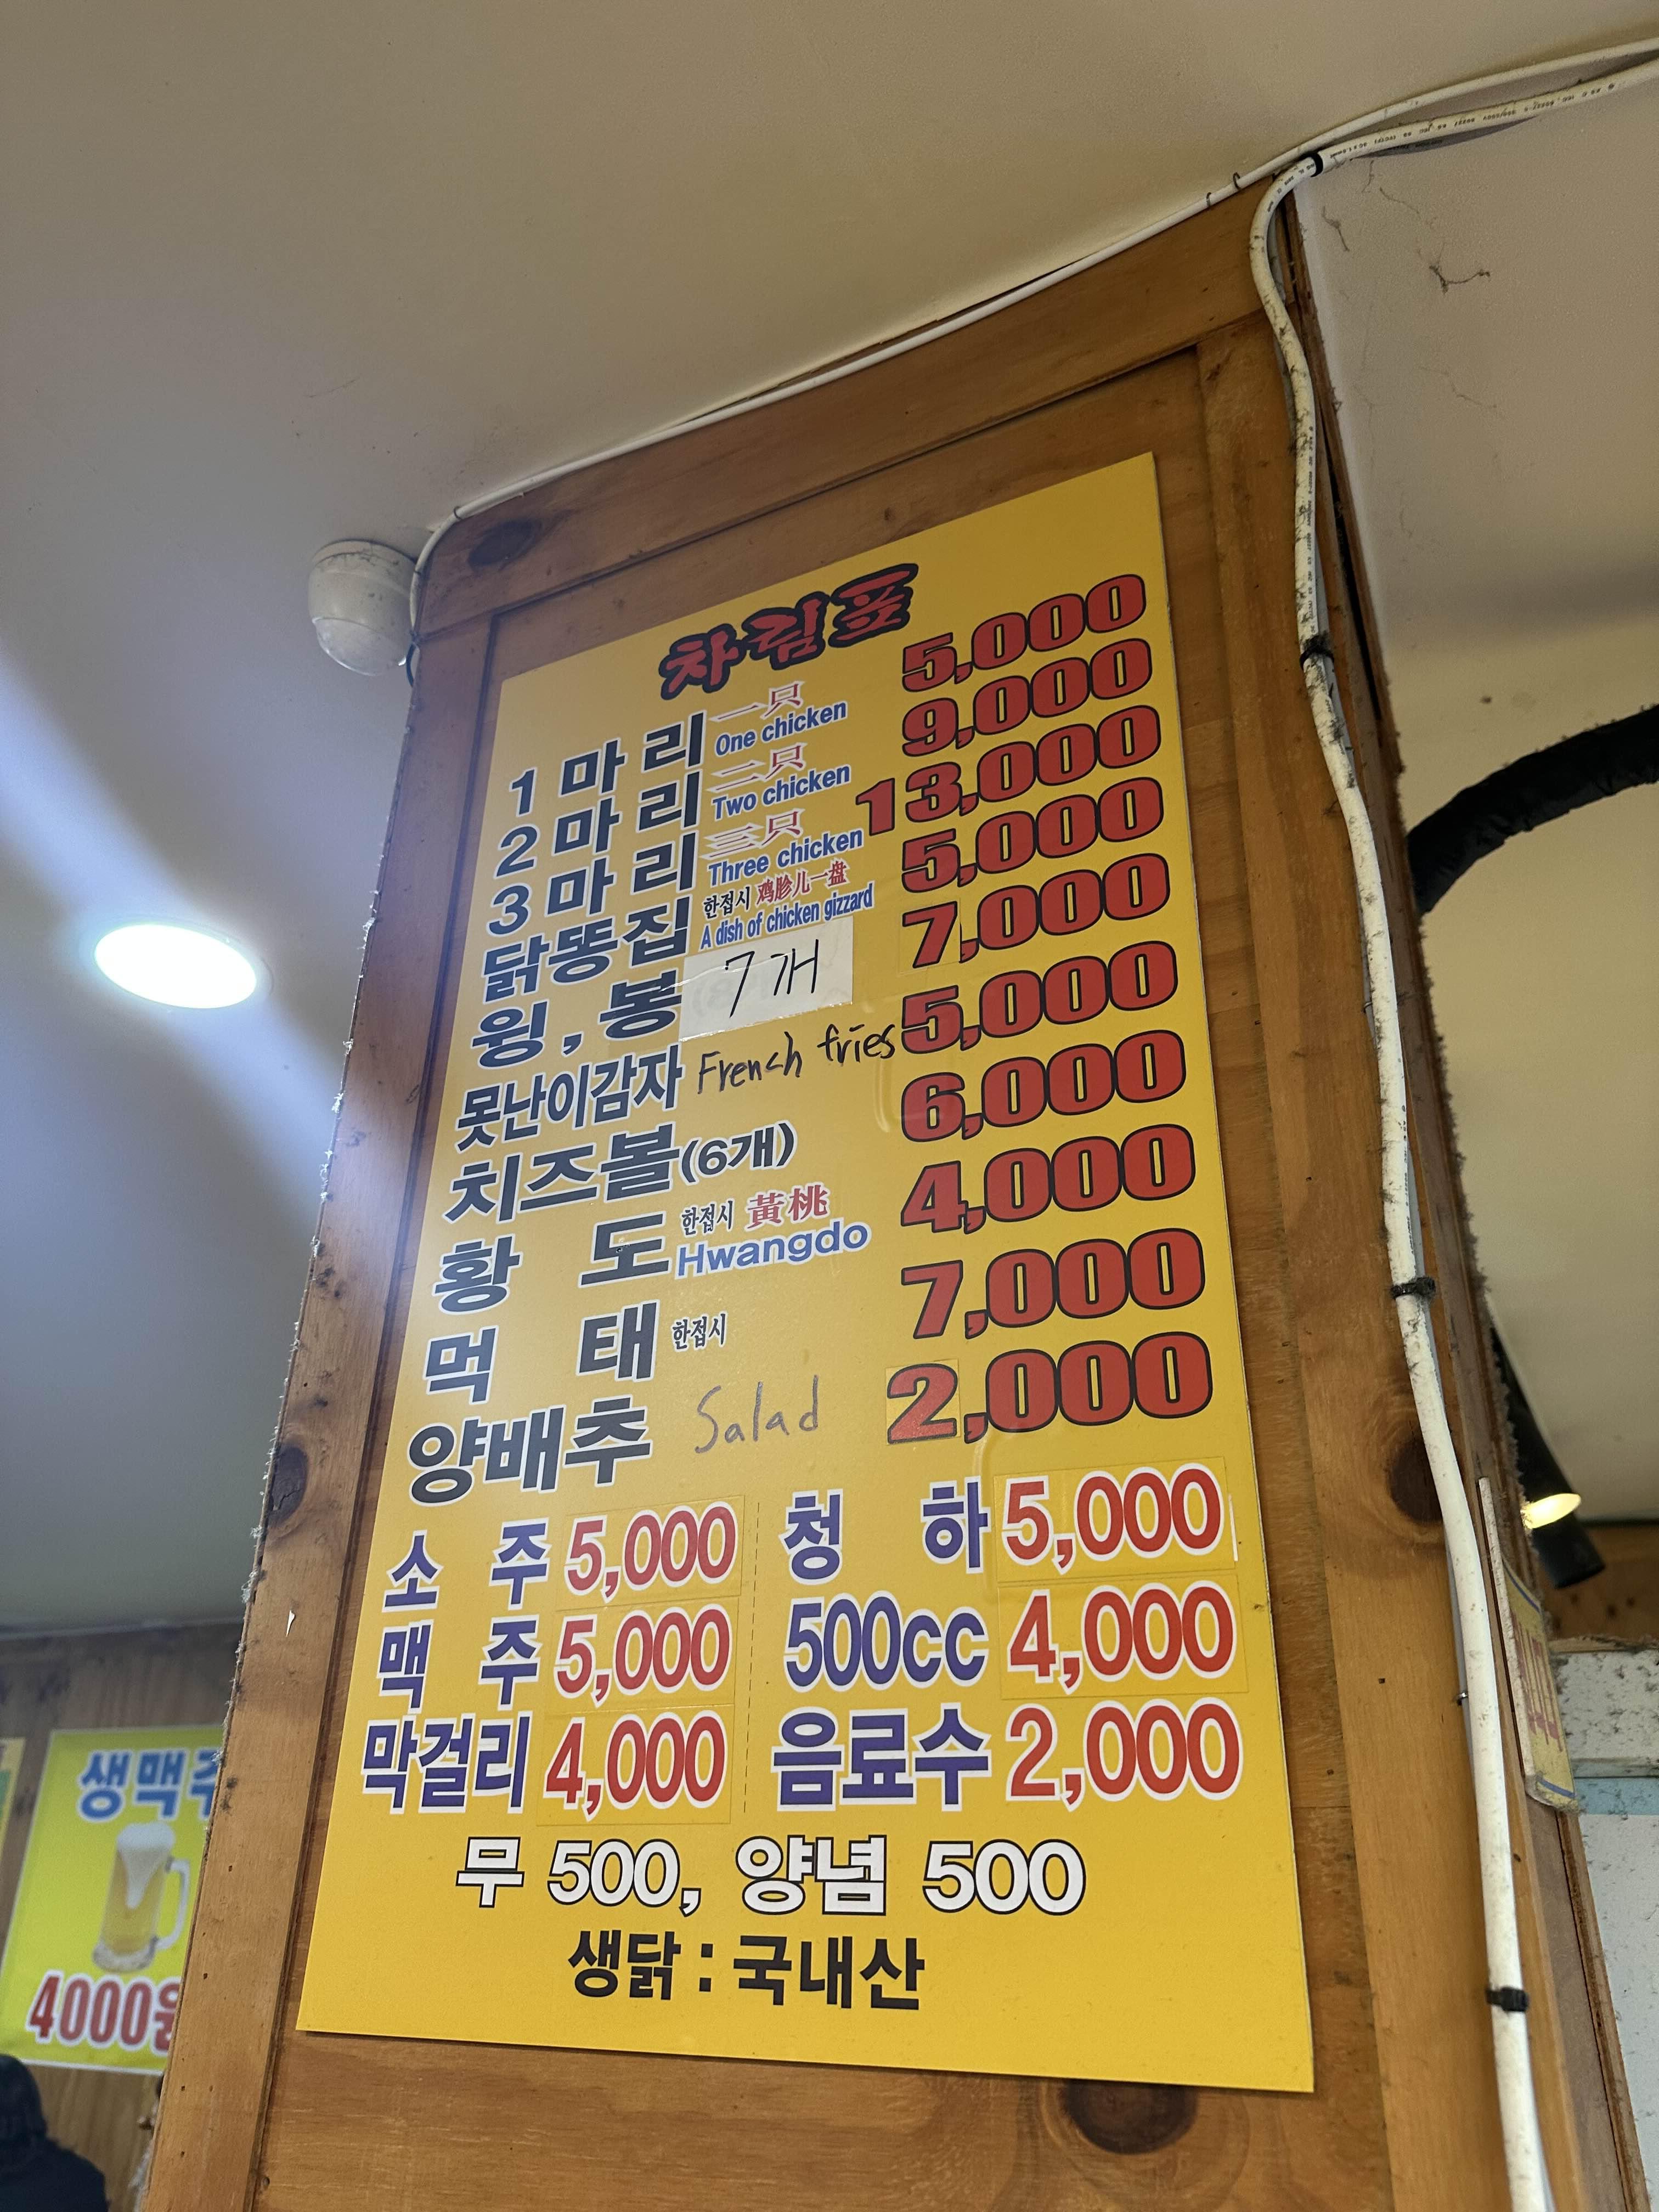 차림표
1마리 一只 One chicken 5,000
2마리 二只 Two chicken 9,000
3마리 三只 Three chicken 13,000
닭똥집 한접시 鸡胗儿一盘 A dish of chicken gizzard 5,000
윙, 봉 7개 7,000
못난이감자 French fries 5,000
치즈볼(6개) 6,000
황도 한접시 黃桃 Hwangdo 4,000
먹태 한접시 7,000
양배추 Salad 2,000
소주 5,000 청하 5,000
맥주 5,000 500cc 4,000
막걸리 4,000 음료수 2,000
무 500, 양념 500
생닭 : 국내산
생맥주
4000원